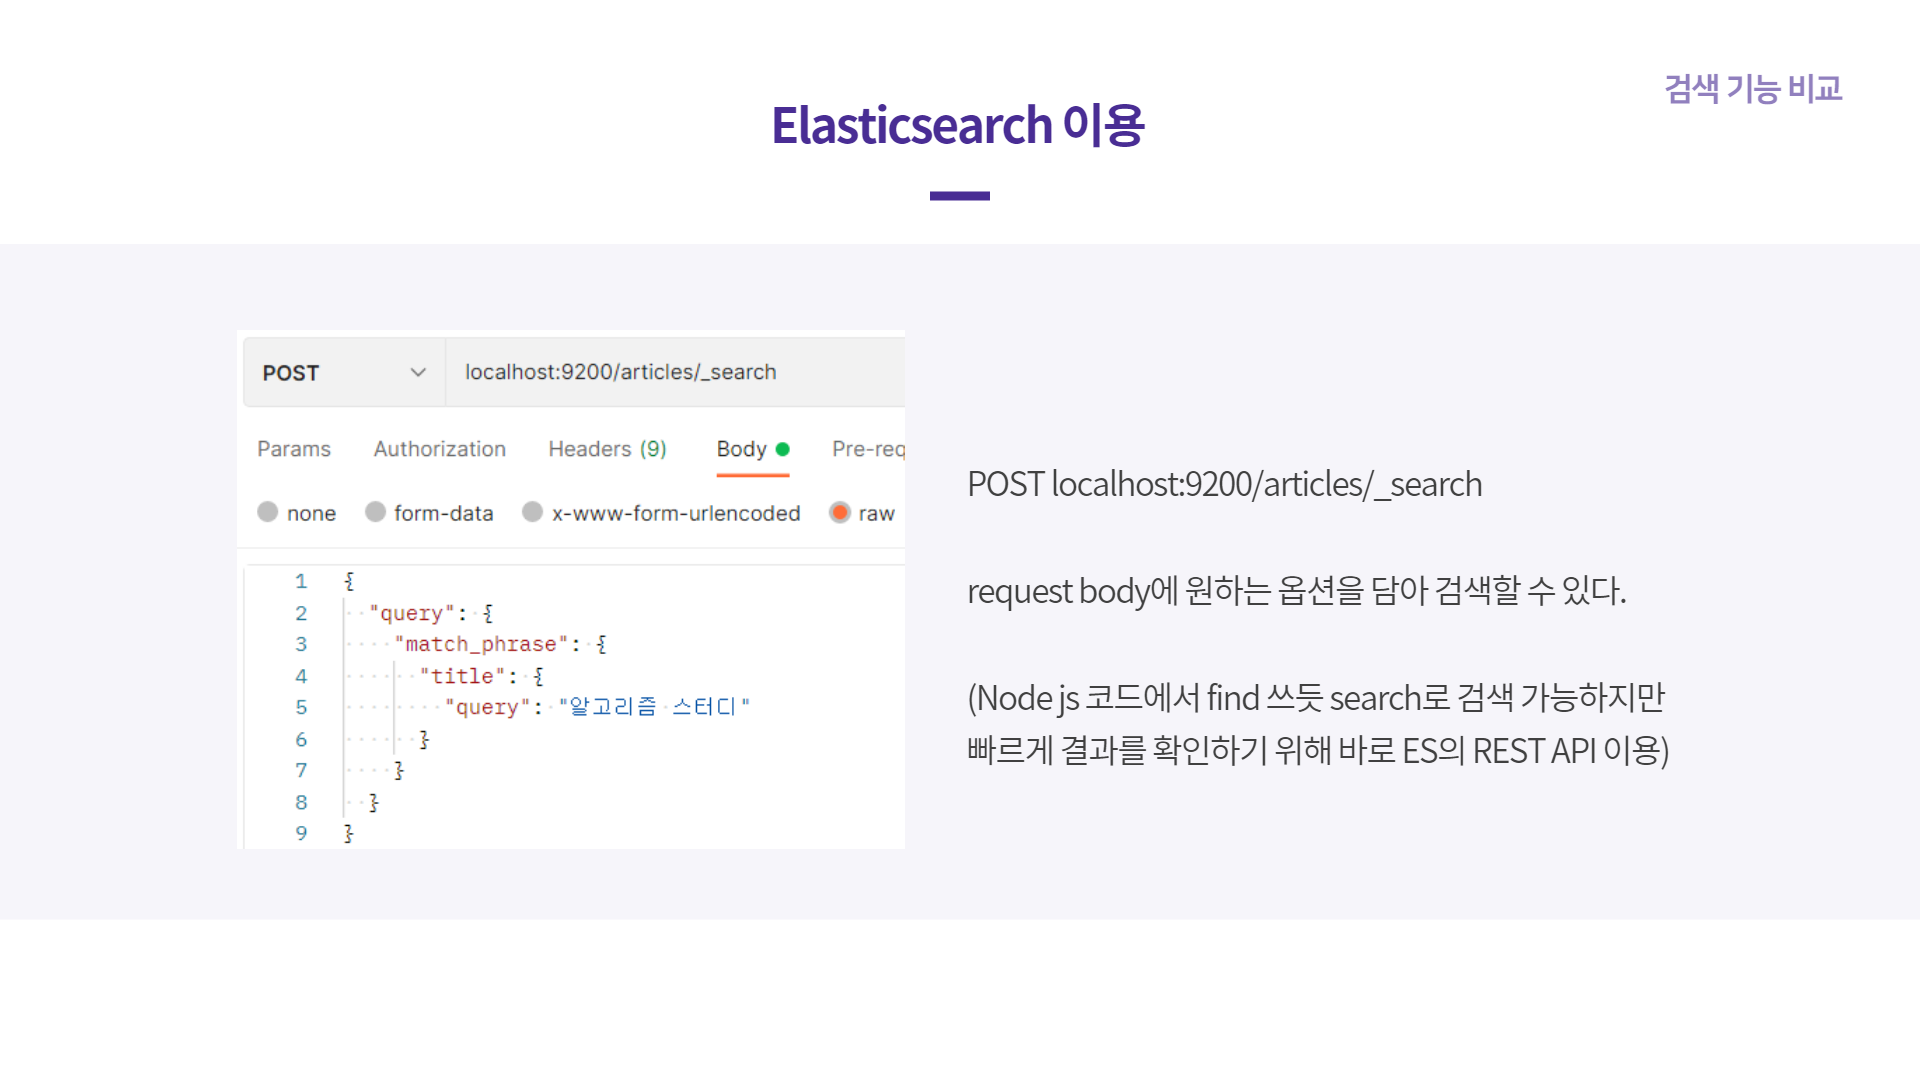 검색 기능 비교
Elasticsearch 이용
POST localhost:9200/articles/_search
Params Authorization Headers (9) Body Pre-req
none form-data x-www-form-urlencoded raw
1 {
2 "query": {
3 "match_phrase": {
4 "title": {
5 "query": "알고리즘 스터디"
6 }
7 }
8 }
9 }
POST localhost:9200/articles/_search
request body에 원하는 옵션을 담아 검색할 수 있다.
(Node js 코드에서 find 쓰듯 search로 검색 가능하지만
빠르게 결과를 확인하기 위해 바로 ES의 REST API 이용)